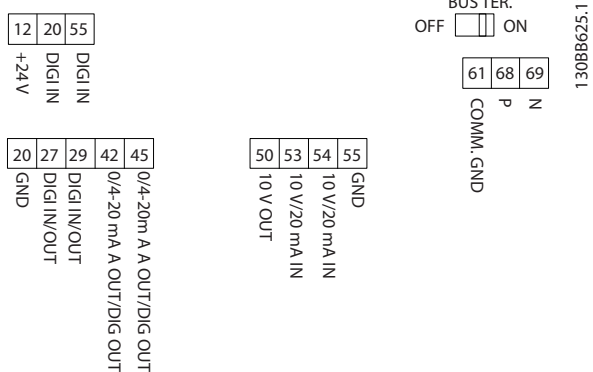 BUS TER.
OFF ON
12 20 55
+24 V
DIGI IN
DIGI IN
61 68 69
COMM. GND
P
N
130BB625.1
20 27 29 42 45
GND
DIGI IN/OUT
DIGI IN/OUT
0/4-20 mA A OUT/DIG OUT
0/4-20m A A OUT/DIG OUT
50 53 54 55
10 V OUT
10 V/20 mA IN
10 V/20 mA IN
GND